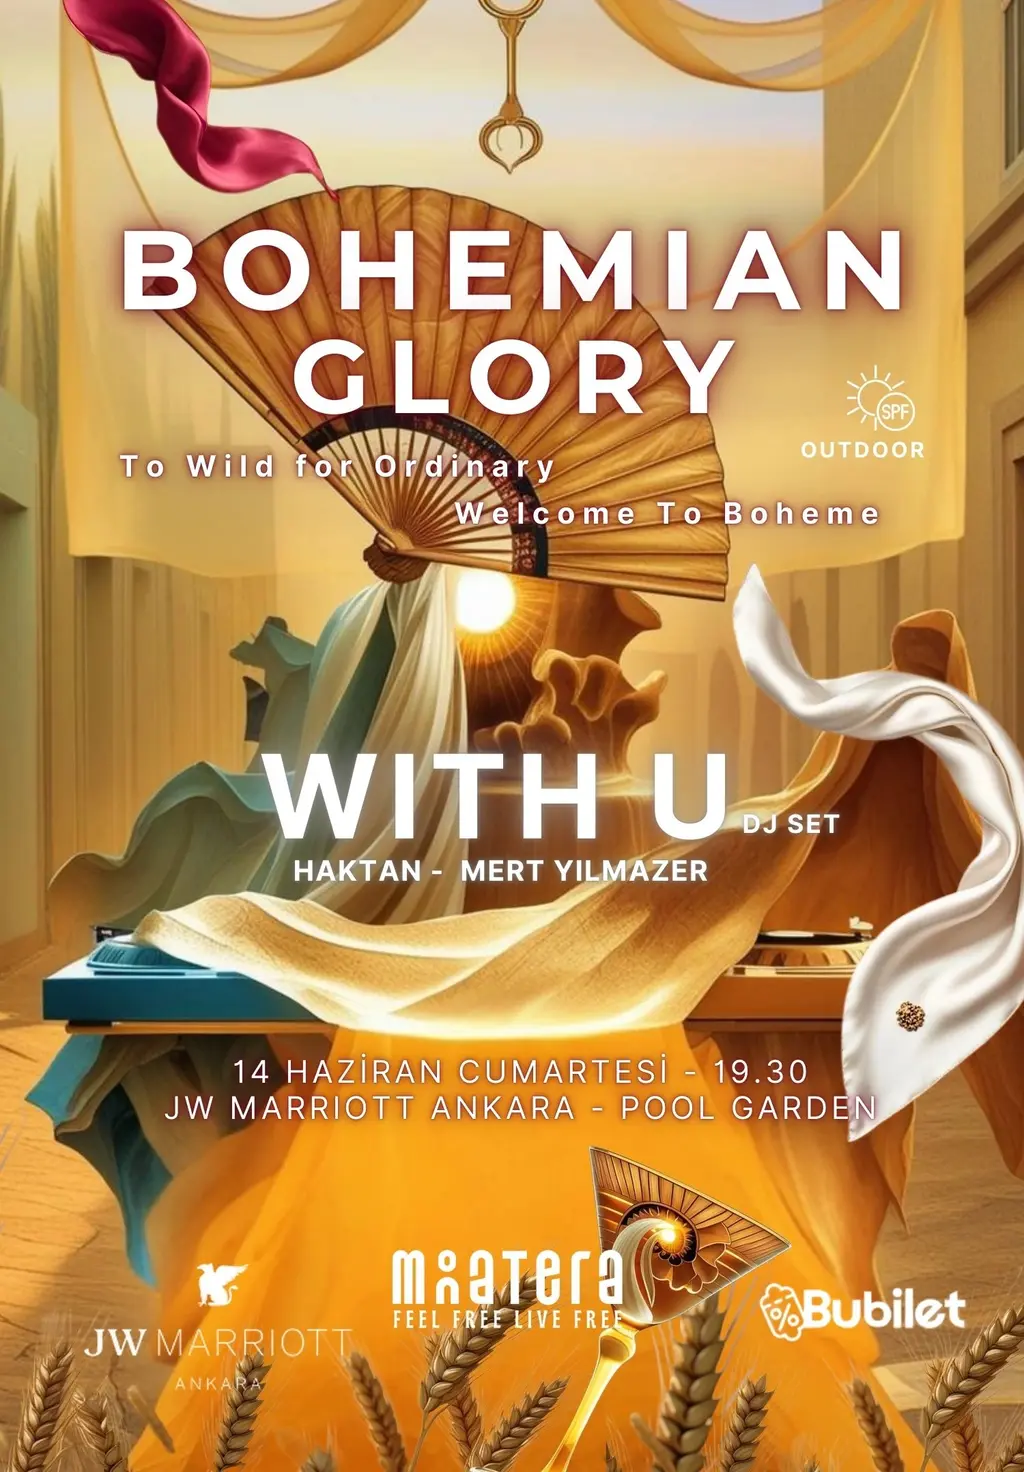 BOHEMIAN
GLORY
SPF
OUTDOOR
To Wild for Ordinary
Welcome To Boheme
WITH U DJ SET
HAKTAN - MERT YILMAZER
14 HAZİRAN CUMARTESİ - 19.30
JW MARRIOTT ANKARA - POOL GARDEN
JW MARRIOTT
ANKARA
FEEL FREE LIVE FREE
% Bubilet